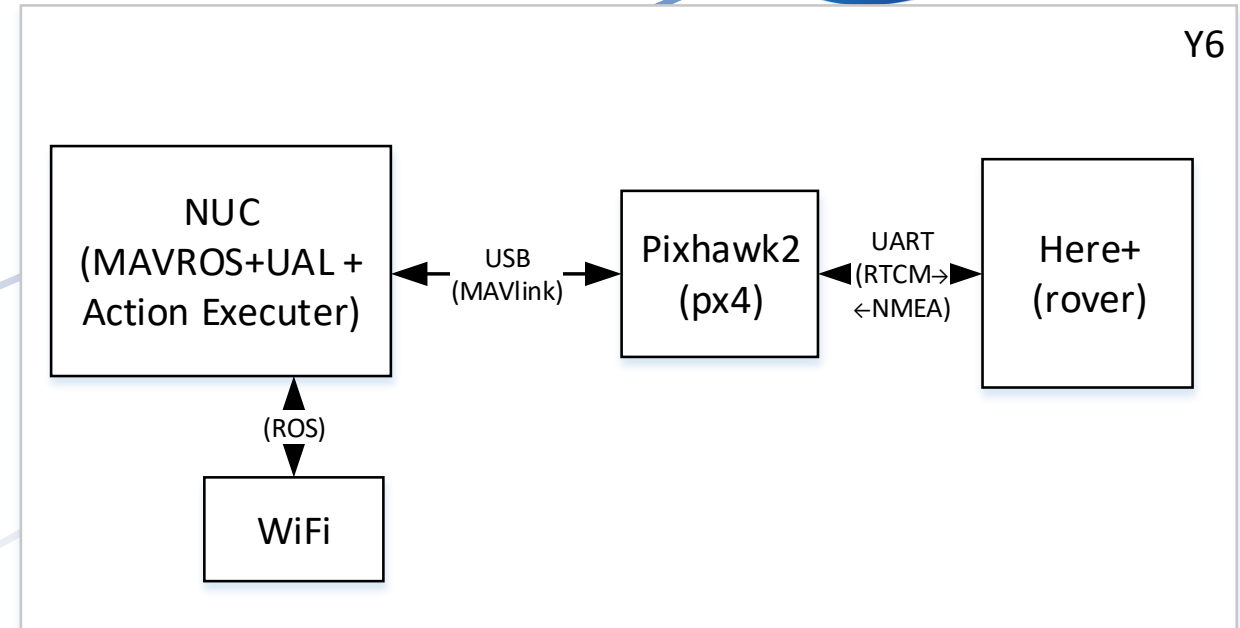 Y6
NUC
(MAVROS+UAL +
Action Executer)
USB
(MAVlink)
Pixhawk2
(px4)
UART
(RTCM→
←NMEA)
Here+
(rover)
(ROS)
WiFi